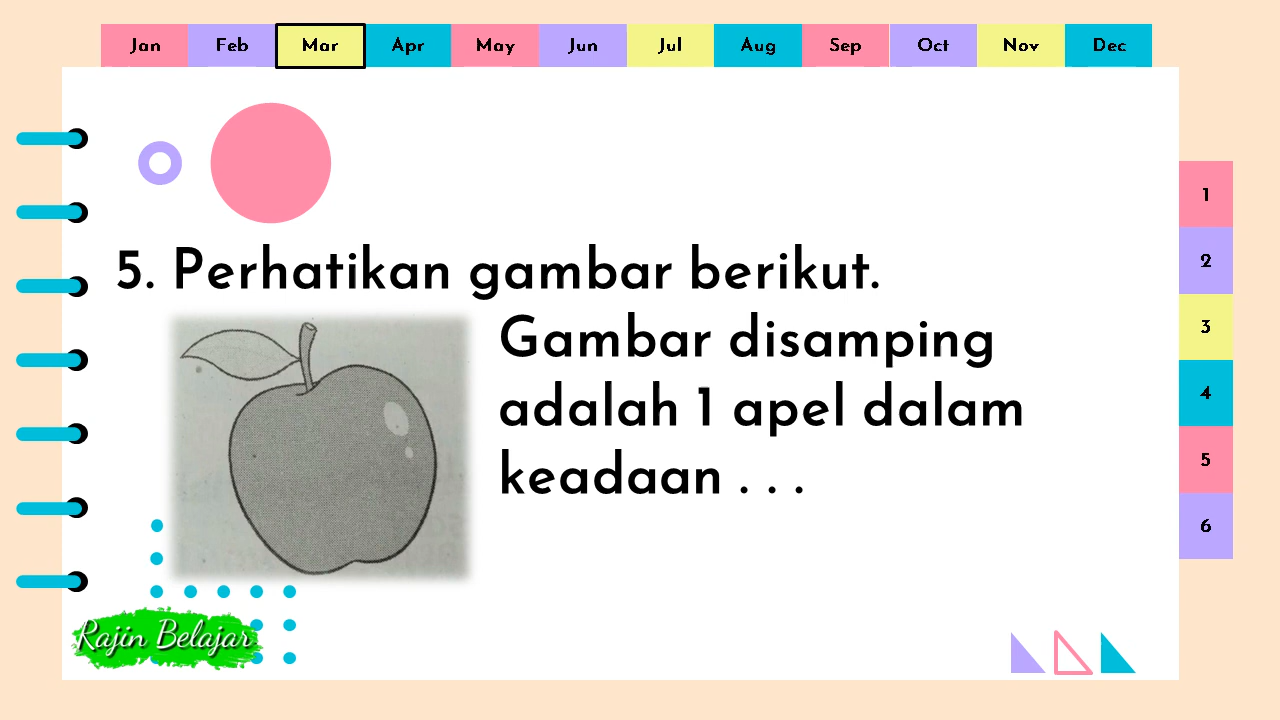 Jan Feb Mar Apr May Jun Jul Aug Sep Oct Nov Dec
5. Perhatikan gambar berikut.
Gambar disamping
adalah 1 apel dalam
keadaan . . .
1
2
3
4
5
6
Rajin Belajar